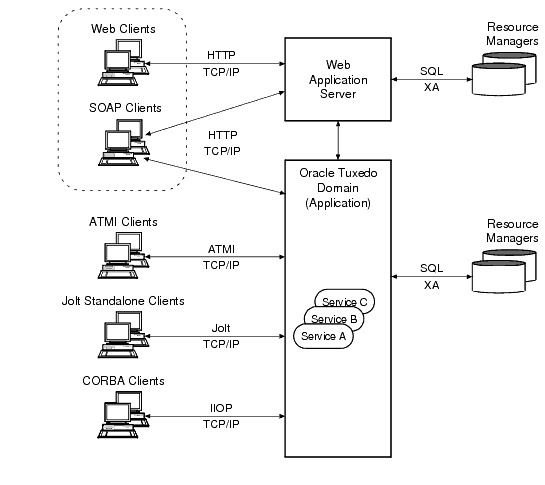 Web Clients
HTTP
TCP/IP
Web
Application
Server
SQL
XA
Resource
Managers
SOAP Clients
HTTP
TCP/IP
Oracle Tuxedo
Domain
(Application)
ATMI Clients
ATMI
TCP/IP
SQL
XA
Resource
Managers
Jolt Standalone Clients
Jolt
TCP/IP
Service C
Service B
Service A
CORBA Clients
IIOP
TCP/IP